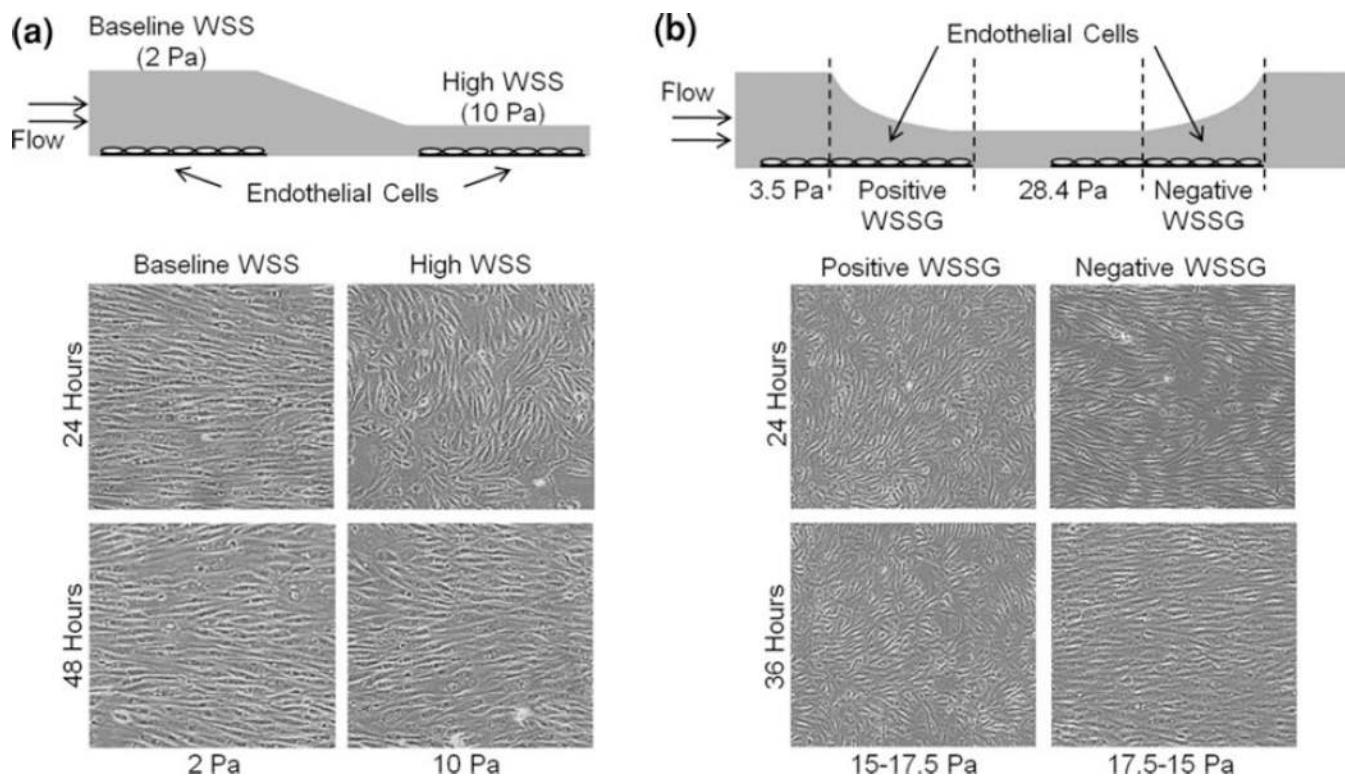 (a)
Baseline WSS
(2 Pa)
High WSS
(10 Pa)
Flow
Endothelial Cells
Baseline WSS
High WSS
24 Hours
48 Hours
2 Pa
10 Pa
(b)
Endothelial Cells
Flow
3.5 Pa
Positive
WSSG
28.4 Pa
Negative
WSSG
Positive WSSG
Negative WSSG
24 Hours
36 Hours
15-17.5 Pa
17.5-15 Pa